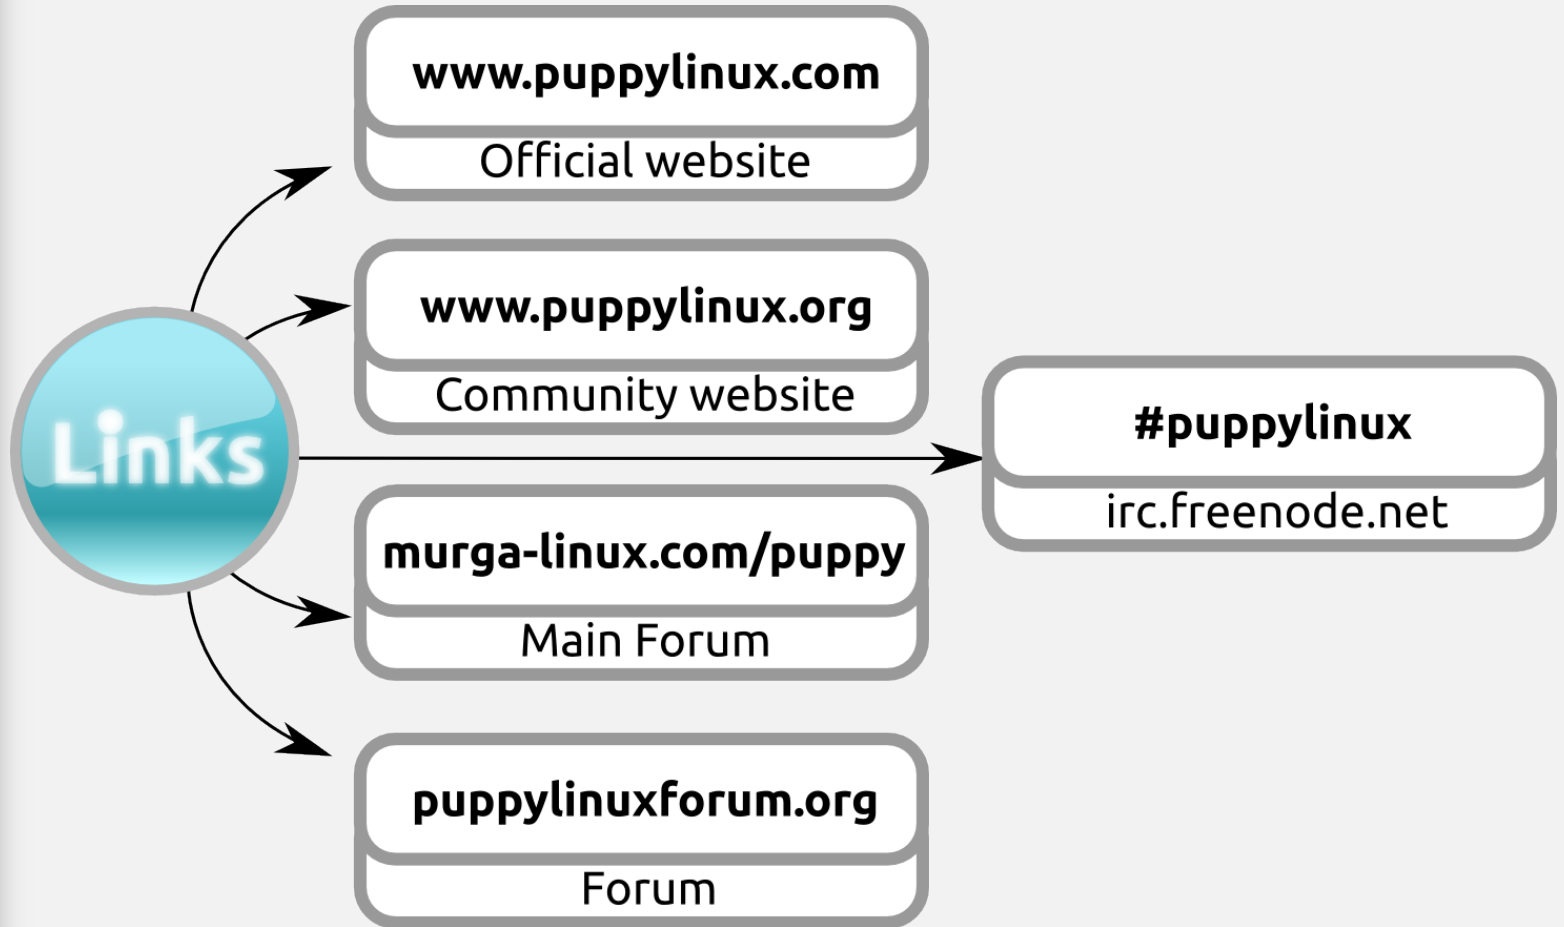 www.puppylinux.com
Official website
www.puppylinux.org
Community website
Links
#puppylinux
irc.freenode.net
murga-linux.com/puppy
Main Forum
puppylinuxforum.org
Forum